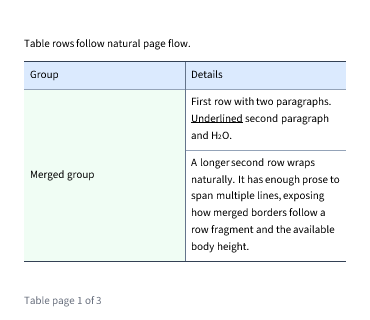 Table rows follow natural page flow.
Group
Details
First row with two paragraphs.
Underlined second paragraph
and H₂O.
Merged group
A longer second row wraps
naturally. It has enough prose to
span multiple lines, exposing
how merged borders follow a
row fragment and the available
body height.
Table page 1 of 3